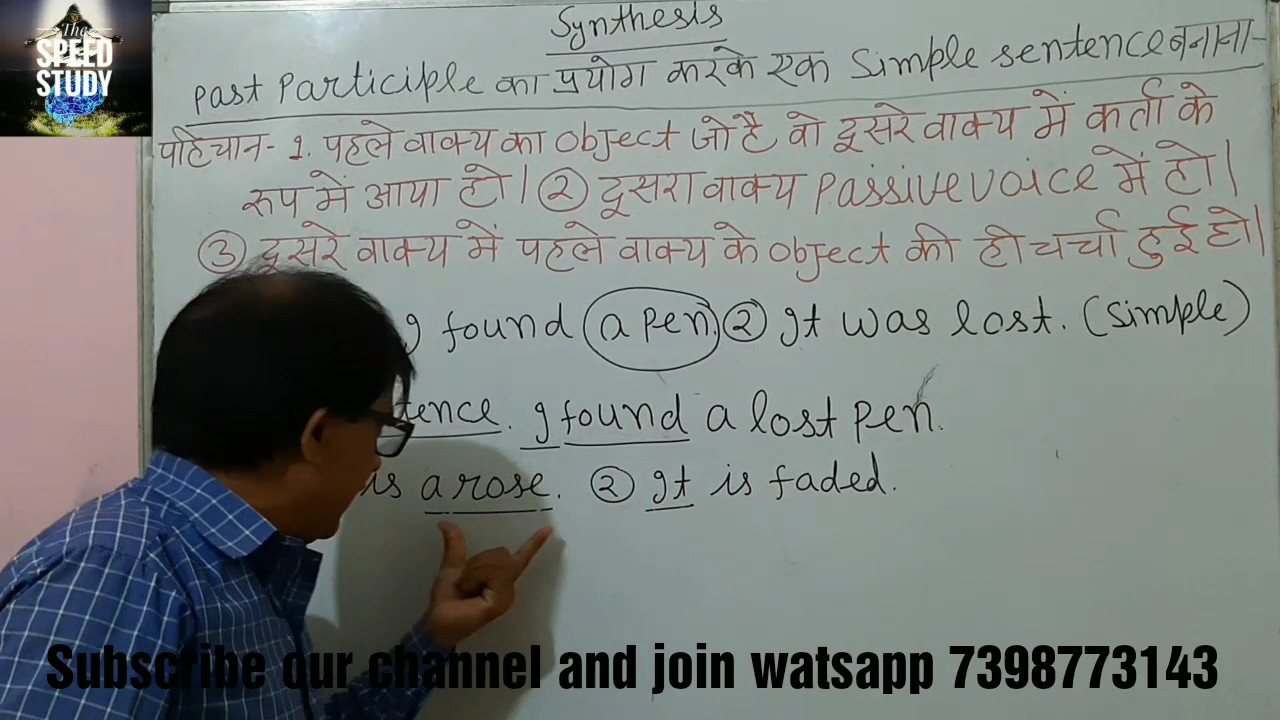 The
SPEED
STUDY
Synthesis
Past Participle का प्रयोग करके एक Simple sentence बनाना-
पहिचान- 1. पहले वाक्य का object जो है वो दूसरे वाक्य में कर्ता के
रूप में आया हो। ② दूसरा वाक्य Passive voice में हो।
③ दूसरे वाक्य में पहले वाक्य के object की ही चर्चा हुई हो।
I found a pen. ② It was lost. (Simple)
tence. I found a lost pen.
is a rose. ② It is faded.
Subscribe our channel and join watsapp 7398773143